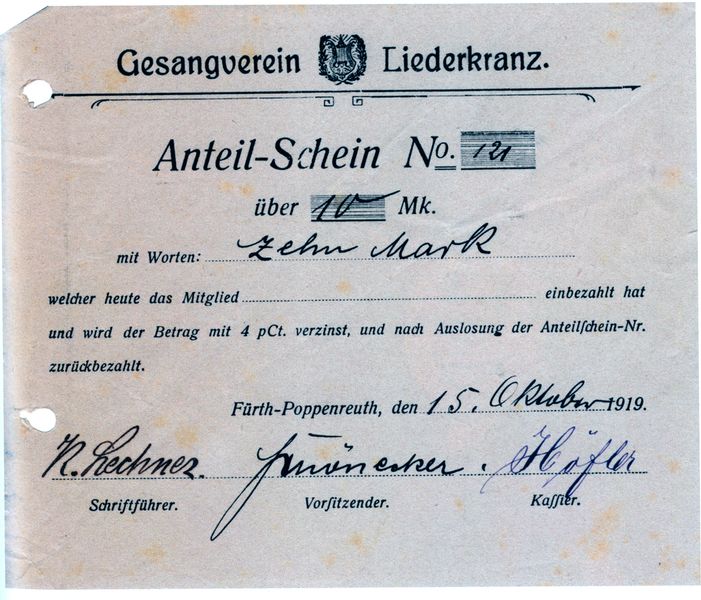 Gesangverein Liederkranz.
Anteil-Schein No. 121
über 10 Mk.
mit Worten: Zehn Mark
welcher heute das Mitglied einbezahlt hat
und wird der Betrag mit 4 pCt. verzinst, und nach Auslosung der Anteilschein-Nr.
zurückbezahlt.
Fürth-Poppenreuth, den 15. Oktober 1919.
K. Lechner. Höfler
Schriftführer. Vorsitzender. Kassier.